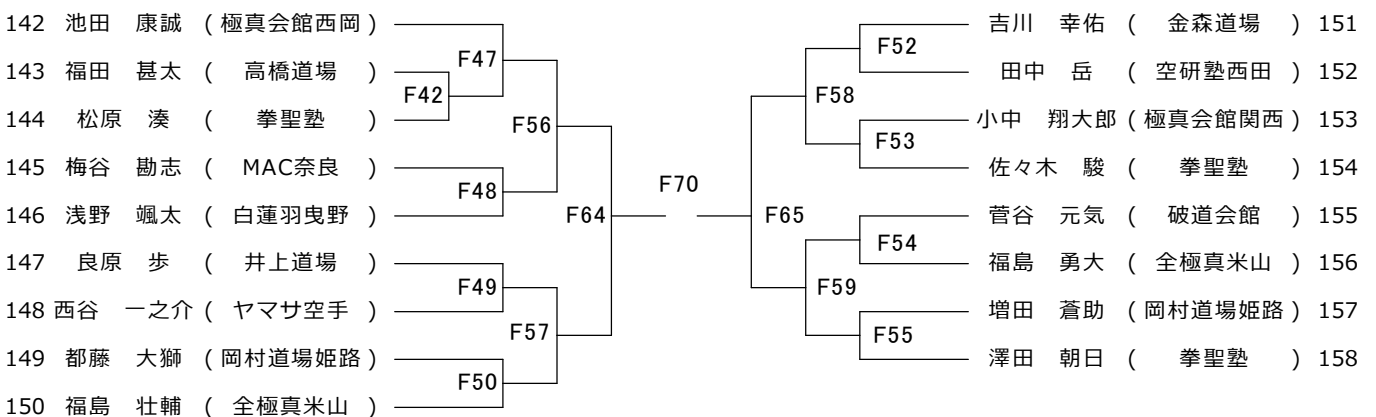 142 池田 康誠 ( 極真会館西岡 )
143 福田 甚太 ( 高橋道場 )
144 松原 湊 ( 拳聖塾 )
145 梅谷 勘志 ( MAC奈良 )
146 浅野 颯太 ( 白蓮羽曳野 )
147 良原 歩 ( 井上道場 )
148 西谷 一之介 ( ヤマサ空手 )
149 都藤 大獅 ( 岡村道場姫路 )
150 福島 壮輔 ( 全極真米山 )
F47
F42
F56
F48
F64
F49
F57
F50
F70
吉川 幸佑 ( 金森道場 ) 151
田中 岳 ( 空研塾西田 ) 152
小中 翔大郎 ( 極真会館関西 ) 153
佐々木 駿 ( 拳聖塾 ) 154
菅谷 元気 ( 破道会館 ) 155
福島 勇大 ( 全極真米山 ) 156
増田 蒼助 ( 岡村道場姫路 ) 157
澤田 朝日 ( 拳聖塾 ) 158
F52
F58
F53
F65
F54
F59
F55